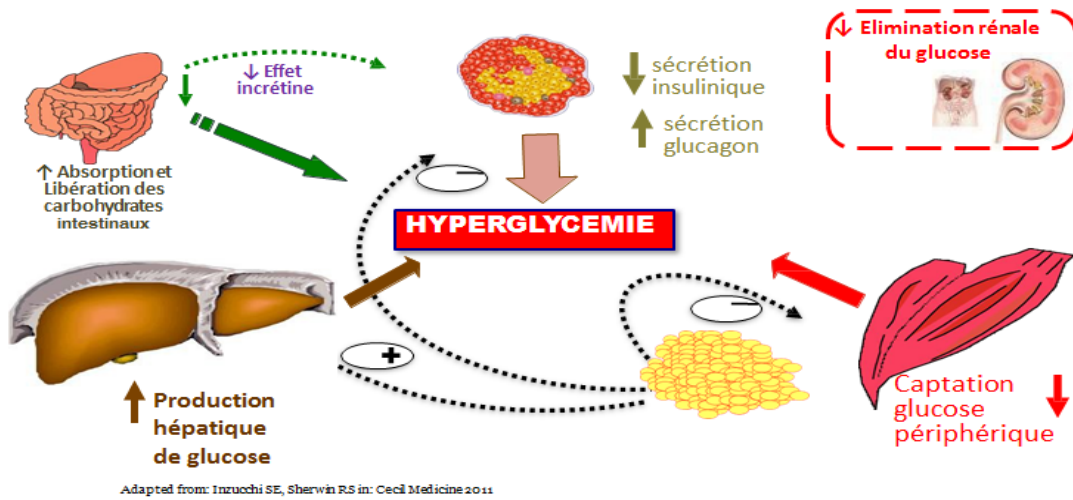 ↓ Elimination rénale
du glucose
↓ Effet
incrétine
sécrétion
insulinique
sécrétion
glucagon
↑ Absorption et
Libération des
carbohydrates
intestinaux
HYPERGLYCEMIE
+
Production
hépatique
de glucose
Captation
glucose
périphérique
Adapted from: Inzucchi SE, Sherwin RS in: Cecil Medicine 2011